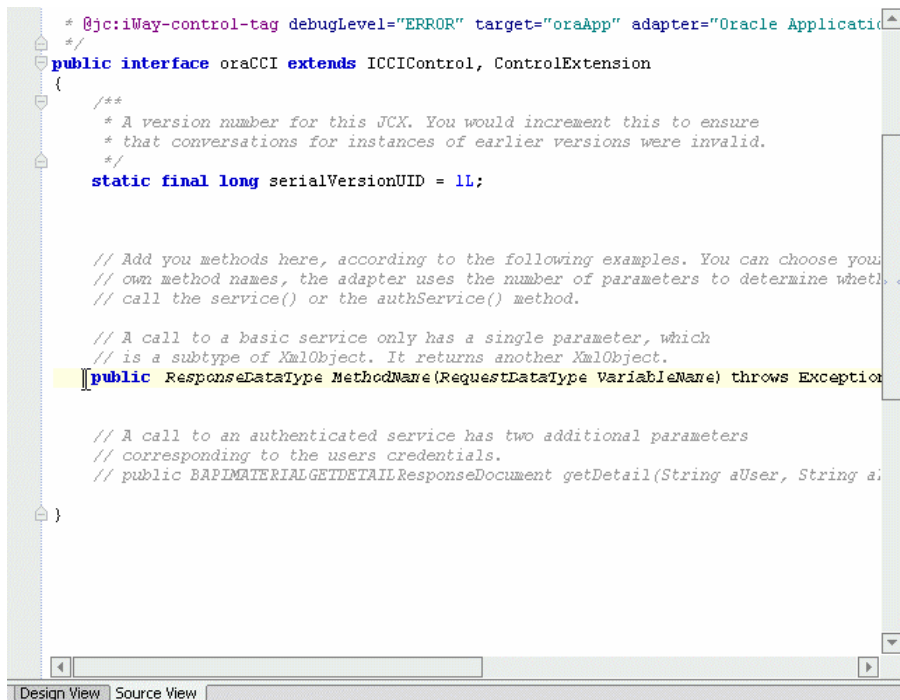 * @jc:iWay-control-tag debugLevel="ERROR" target="oraApp" adapter="Oracle Applicatio
*/
public interface oraCCI extends ICCIControl, ControlExtension
{
/**
* A version number for this JCX. You would increment this to ensure
* that conversations for instances of earlier versions were invalid.
*/
static final long serialVersionUID = 1L;
// Add you methods here, according to the following examples. You can choose your
// own method names, the adapter uses the number of parameters to determine wheth
// call the service() or the authService() method.
// A call to a basic service only has a single parameter, which
// is a subtype of XmlObject. It returns another XmlObject.
public ResponseDataType MethodName(RequestDataType VariableName) throws Exception
// A call to an authenticated service has two additional parameters
// corresponding to the users credentials.
// public BAPIMATERIALGETDETAILResponseDocument getDetail(String aUser, String a
}
Design View Source View